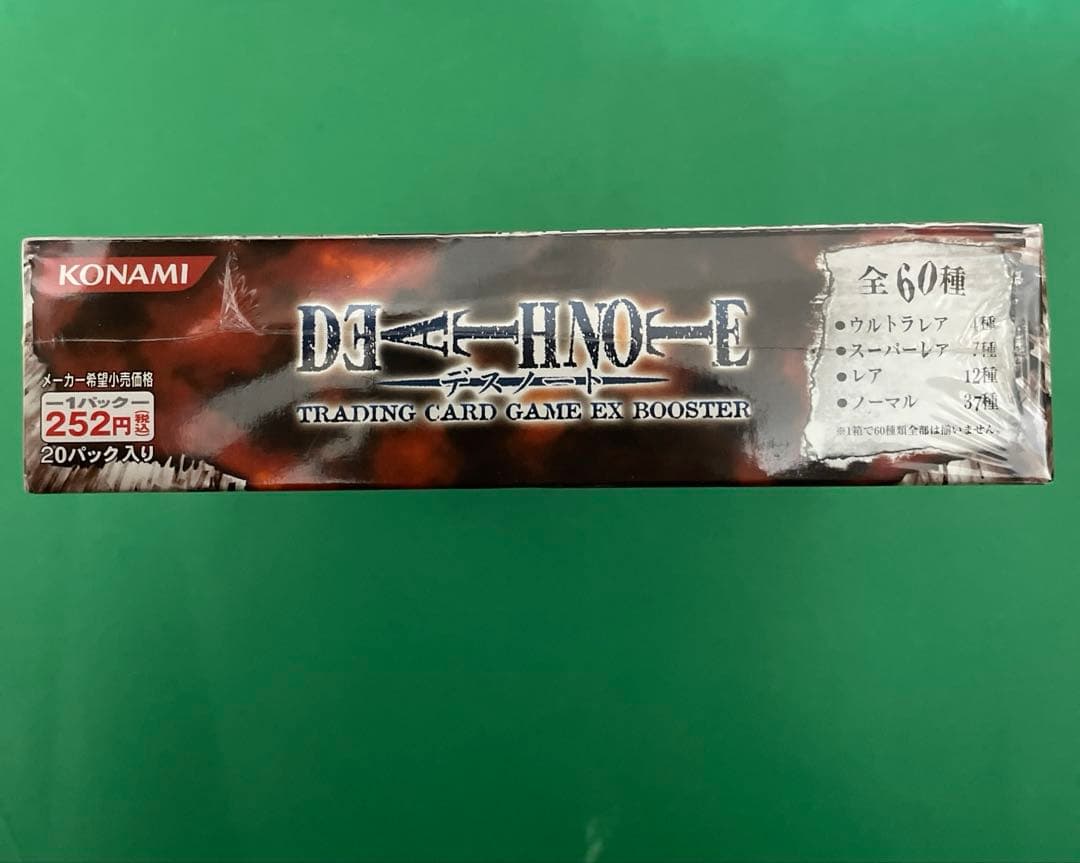 KONAMI
DEATH NOTE
デスノート
TRADING CARD GAME EX BOOSTER
メーカー希望小売価格
1パック
252円 税込
20パック入り
全60種
●ウルトラレア 4種
●スーパーレア 7種
●レア 12種
●ノーマル 37種
※1箱で60種類全部は揃いません。